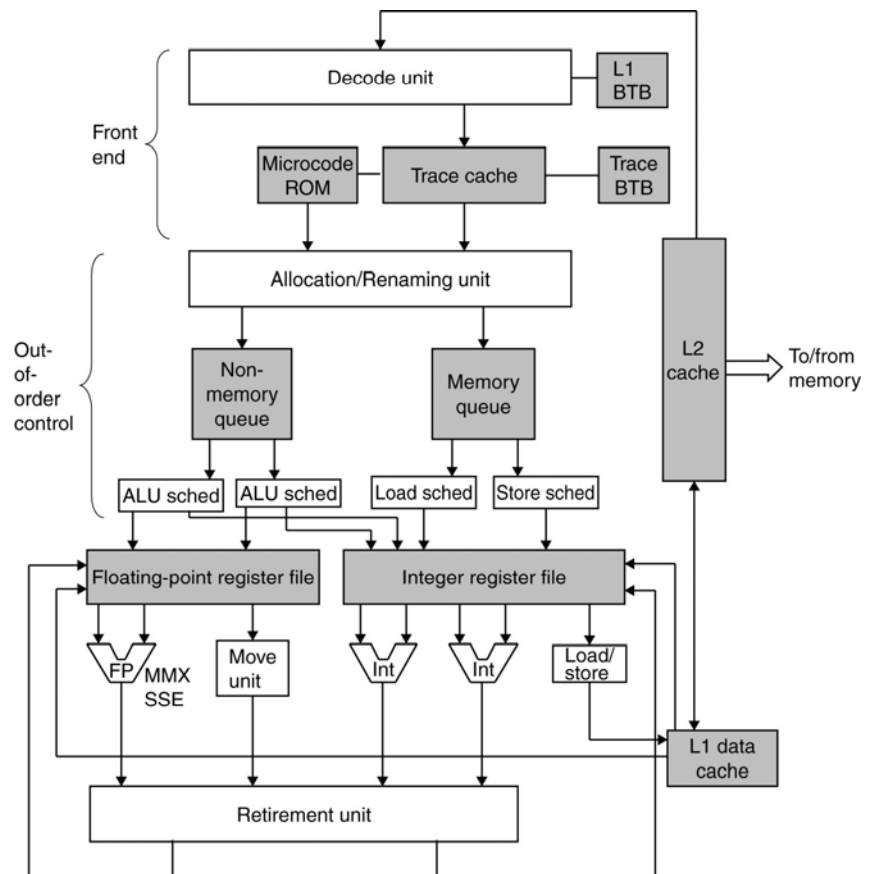 Decode unit
L1
BTB
Front
end
Microcode
ROM
Trace cache
Trace
BTB
Allocation/Renaming unit
Out-
of-
order
control
Non-
memory
queue
Memory
queue
L2
cache
To/from
memory
ALU sched
ALU sched
Load sched
Store sched
Floating-point register file
Integer register file
FP
MMX
SSE
Move
unit
Int
Int
Load/
store
L1 data
cache
Retirement unit